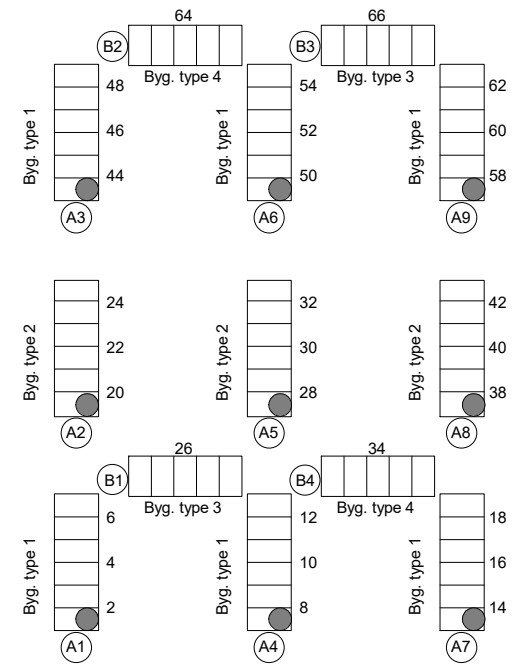 64 66
B2 B3
Byg. type 4 Byg. type 3
48 54 62
Byg. type 1 Byg. type 1 Byg. type 1
46 52 60
44 50 58
A3 A6 A9
24 32 42
Byg. type 2 Byg. type 2 Byg. type 2
22 30 40
20 28 38
A2 A5 A8
26 34
B1 B4
Byg. type 3 Byg. type 4
6 12 18
Byg. type 1 Byg. type 1 Byg. type 1
4 10 16
2 8 14
A1 A4 A7